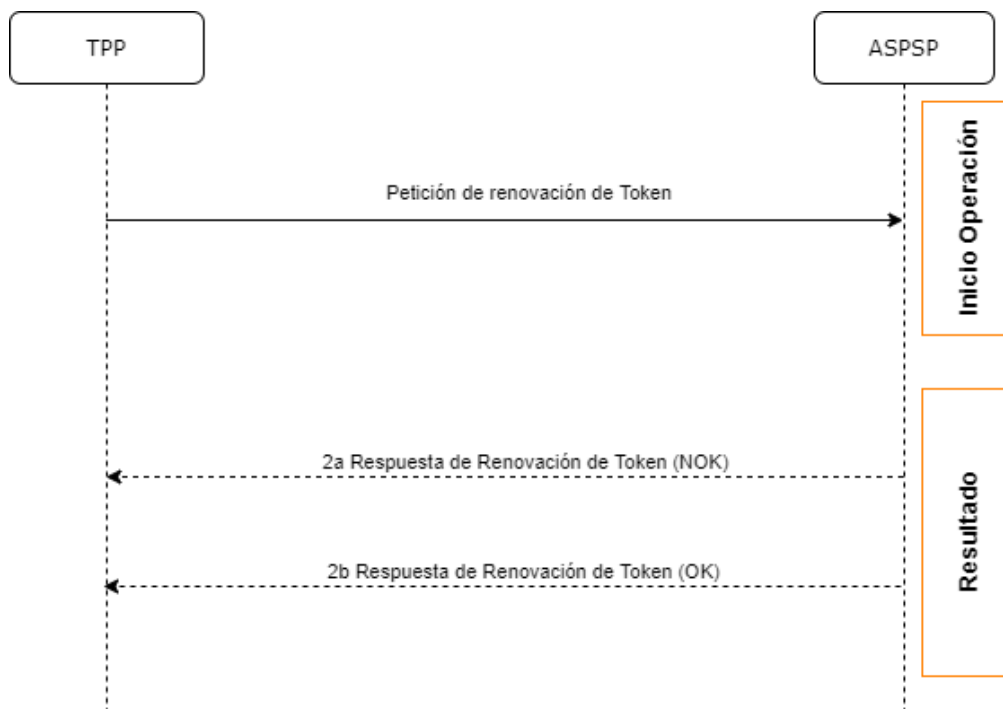 TPP
ASPSP
Inicio Operación
Petición de renovación de Token
Resultado
2a Respuesta de Renovación de Token (NOK)
2b Respuesta de Renovación de Token (OK)